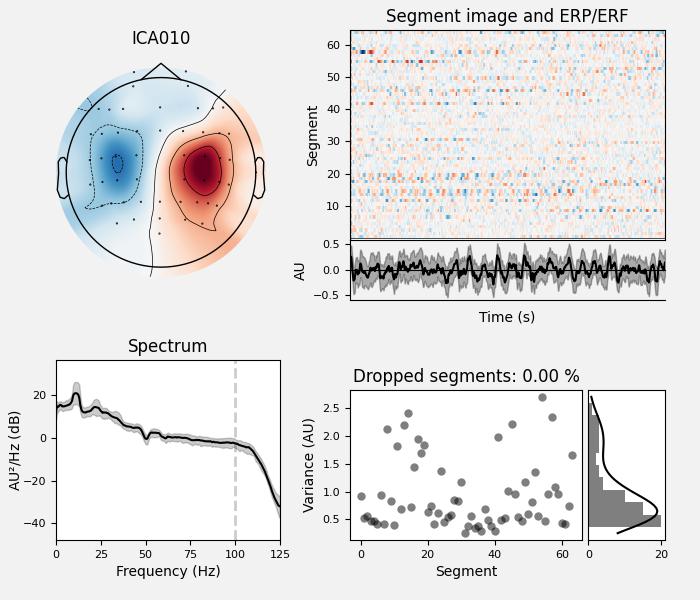 ICA010
Segment image and ERP/ERF
Segment
60
50
40
30
20
10
AU
0.5
0.0
−0.5
Time (s)
Spectrum
AU²/Hz (dB)
20
0
−20
−40
0 25 50 75 100 125
Frequency (Hz)
Dropped segments: 0.00 %
Variance (AU)
2.5
2.0
1.5
1.0
0.5
0 20 40 60
Segment
0 20